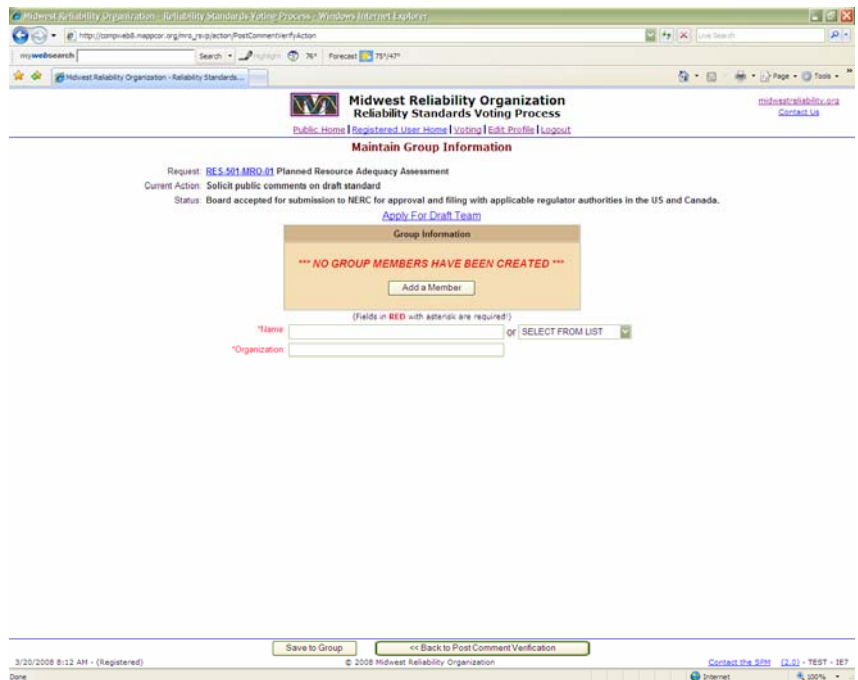 Midwest Reliability Organization - Reliability Standards Voting Process - Windows Internet Explorer
http://compweb8.mappcor.org/mro_rs-p/action/PostCommentVerifyAction
Live Search
mywebsearch Search Highlight 76° Forecast 75°/47°
Midwest Reliability Organization - Reliability Standards... Page Tools
Midwest Reliability Organization
Reliability Standards Voting Process
midwestreliability.org
Contact Us
Public Home | Registered User Home | Voting | Edit Profile | Logout
Maintain Group Information
Request: RES-501-MRO-01 Planned Resource Adequacy Assessment
Current Action: Solicit public comments on draft standard
Status: Board accepted for submission to NERC for approval and filing with applicable regulator authorities in the US and Canada.
Apply For Draft Team
Group Information
*** NO GROUP MEMBERS HAVE BEEN CREATED ***
Add a Member
(Fields in RED with asterisk are required!)
*Name or SELECT FROM LIST
*Organization
Save to Group << Back to Post Comment Verification
3/20/2008 8:12 AM - (Registered) © 2008 Midwest Reliability Organization Contact the SPM (2.0) - TEST - IE7
Done Internet 100%